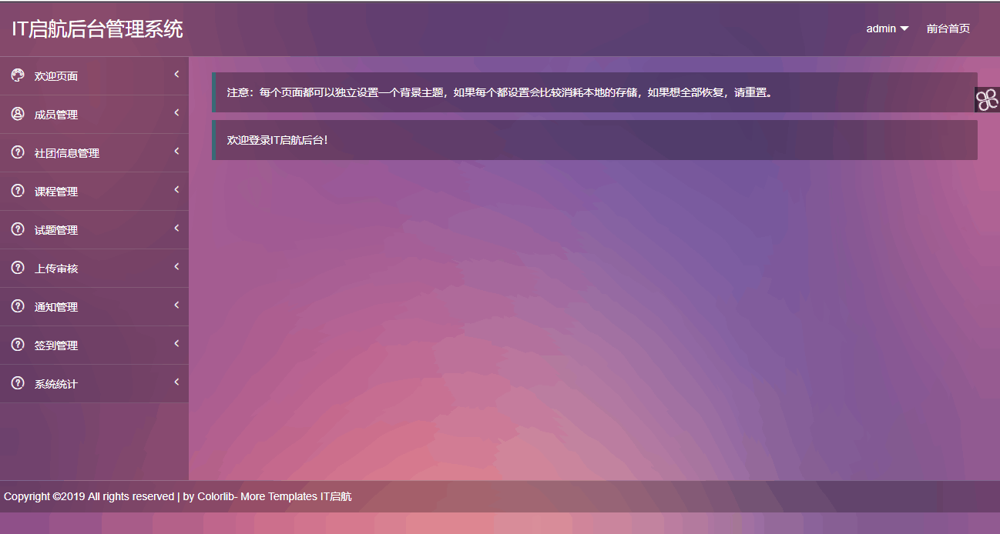 IT启航后台管理系统
admin 前台首页
欢迎页面
成员管理
社团信息管理
课程管理
试题管理
上传审核
通知管理
签到管理
系统统计
注意：每个页面都可以独立设置一个背景主题，如果每个都设置会比较消耗本地的存储，如果想全部恢复，请重置。
欢迎登录IT启航后台！
Copyright ©2019 All rights reserved | by Colorlib- More Templates IT启航